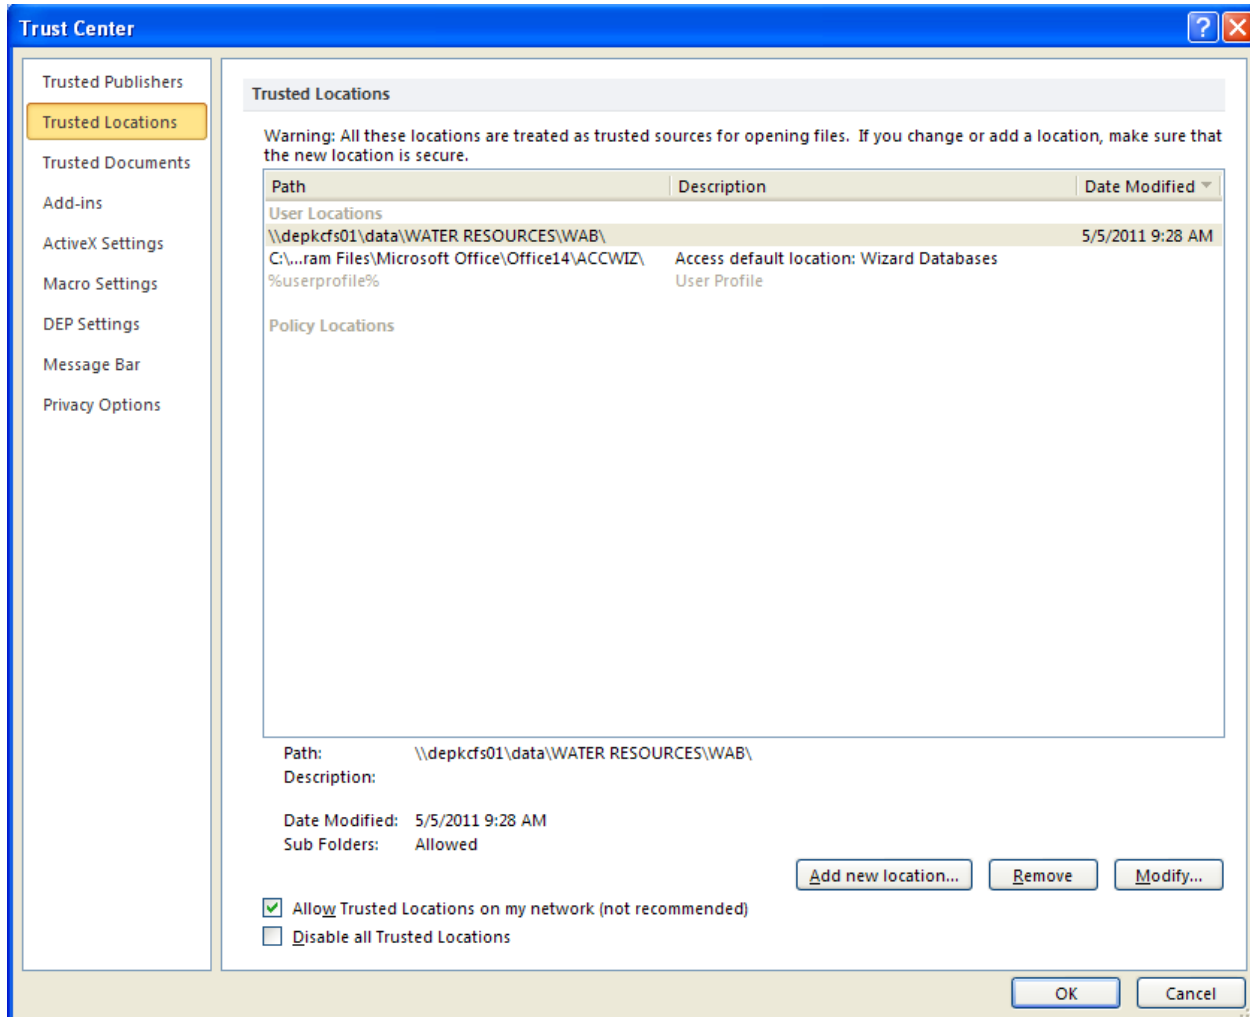 Trust Center
Trusted Publishers
Trusted Locations
Trusted Documents
Add-ins
ActiveX Settings
Macro Settings
DEP Settings
Message Bar
Privacy Options
Trusted Locations
Warning: All these locations are treated as trusted sources for opening files. If you change or add a location, make sure that
the new location is secure.
Path Description Date Modified
User Locations
\\depkcfs01\data\WATER RESOURCES\WAB\ 5/5/2011 9:28 AM
C:\...ram Files\Microsoft Office\Office14\ACCWIZ\ Access default location: Wizard Databases
%userprofile% User Profile
Policy Locations
Path: \\depkcfs01\data\WATER RESOURCES\WAB\
Description:
Date Modified: 5/5/2011 9:28 AM
Sub Folders: Allowed
Add new location... Remove Modify...
Allow Trusted Locations on my network (not recommended)
Disable all Trusted Locations
OK Cancel